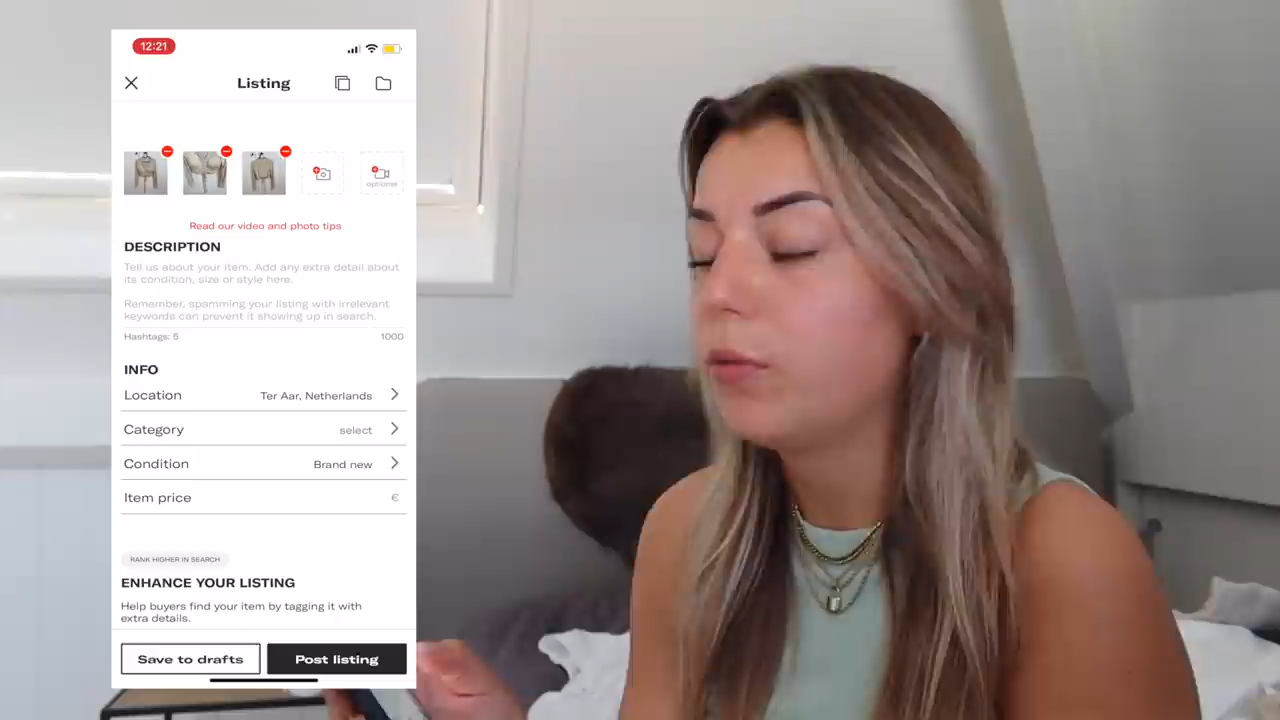 12:21
Listing
optional
Read our video and photo tips
DESCRIPTION
Tell us about your item. Add any extra detail about
its condition, size or style here.
Remember, spamming your listing with irrelevant
keywords can prevent it showing up in search.
Hashtags: 5 1000
INFO
Location Ter Aar, Netherlands
Category select
Condition Brand new
Item price €
RANK HIGHER IN SEARCH
ENHANCE YOUR LISTING
Help buyers find your item by tagging it with
extra details.
Save to drafts Post listing